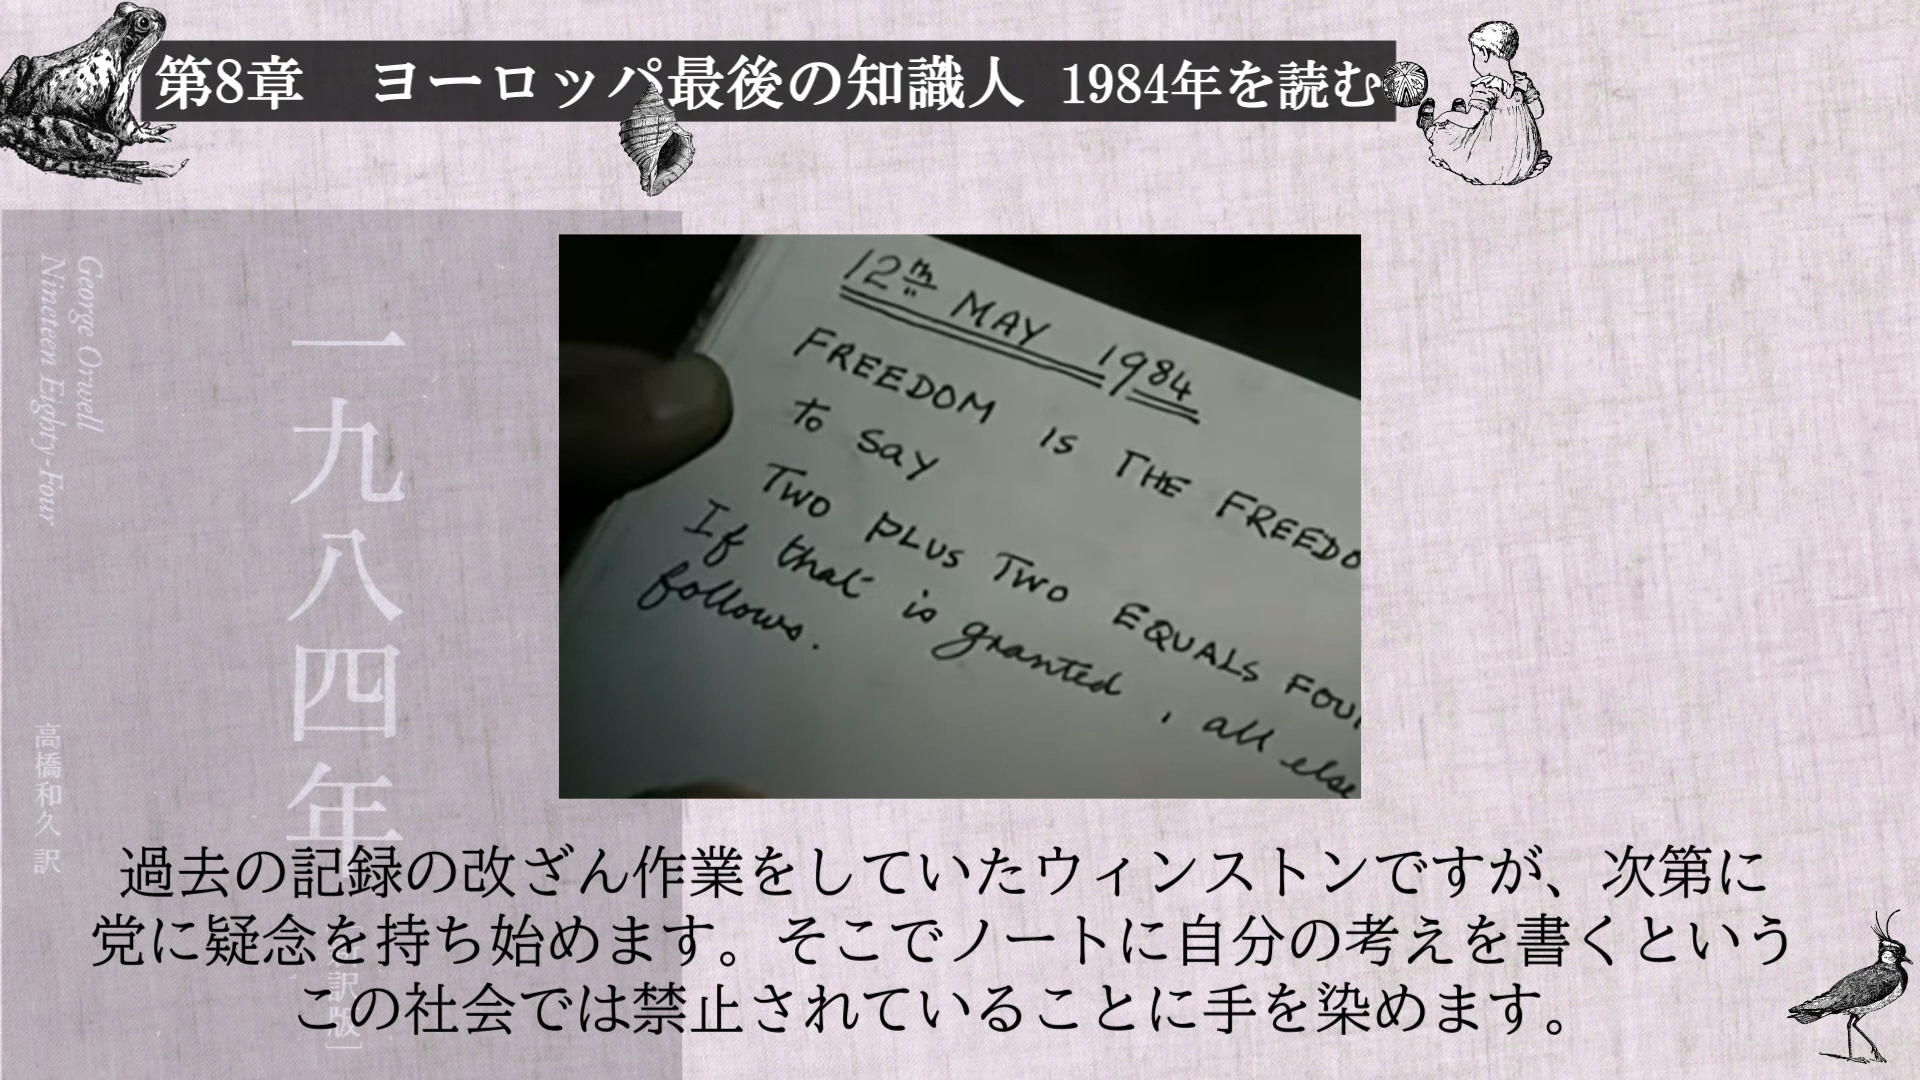 第8章　ヨーロッパ最後の知識人 1984年を読む
George Orwell
Nineteen Eighty-Four
一九八四年
高橋和久 訳
訳版]
12th MAY 1984
FREEDOM IS THE FREEDO
to say
TWO PLUS TWO EQUALS FOU
If that is granted, all else
follows.
過去の記録の改ざん作業をしていたウィンストンですが、次第に
党に疑念を持ち始めます。そこでノートに自分の考えを書くという
この社会では禁止されていることに手を染めます。